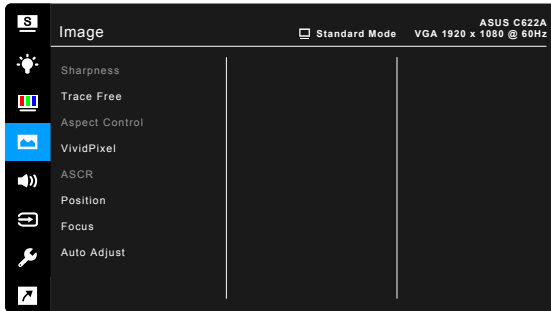 S
Image
Standard Mode
ASUS C622A
VGA 1920 x 1080 @ 60Hz
Sharpness
Trace Free
Aspect Control
VividPixel
ASCR
Position
Focus
Auto Adjust